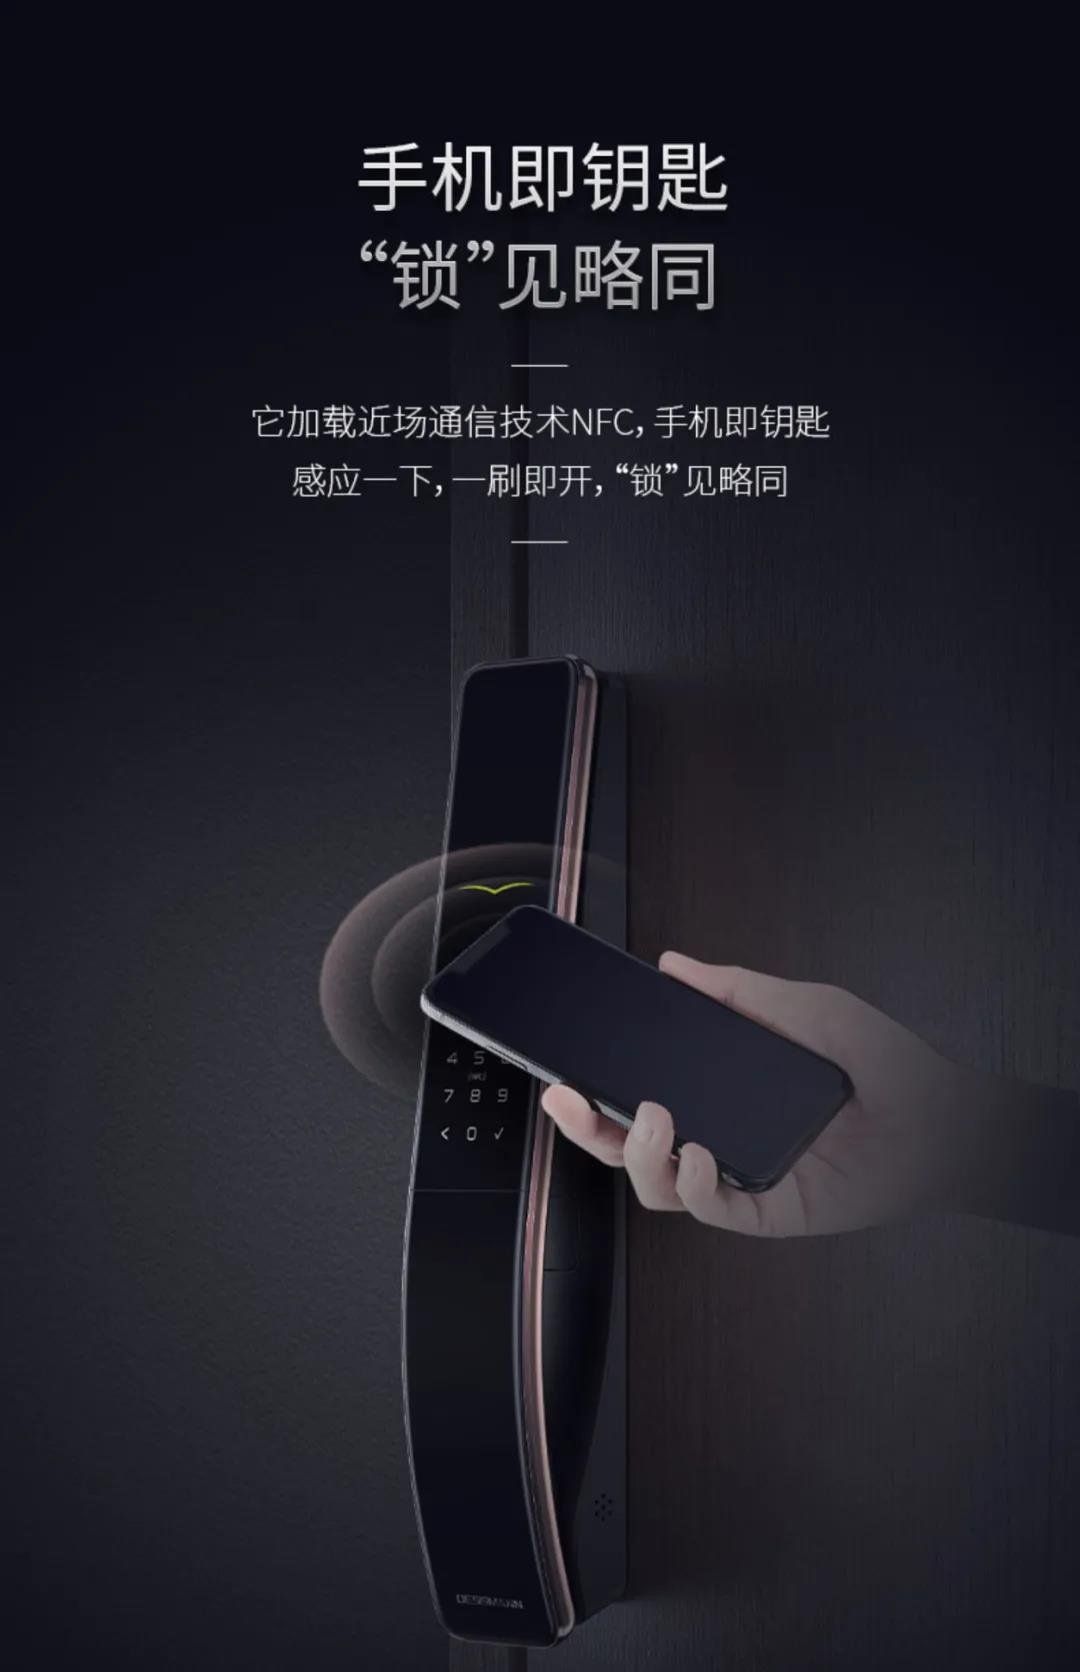 手机即钥匙
“锁”见略同
它加载近场通信技术NFC，手机即钥匙
感应一下，一刷即开，“锁”见略同
4 5
7 8 9
< 0 ✓
DESSMANN